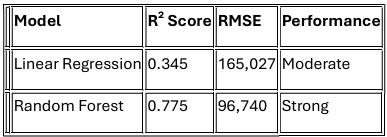 Model R² Score RMSE Performance
Linear Regression 0.345 165,027 Moderate
Random Forest 0.775 96,740 Strong